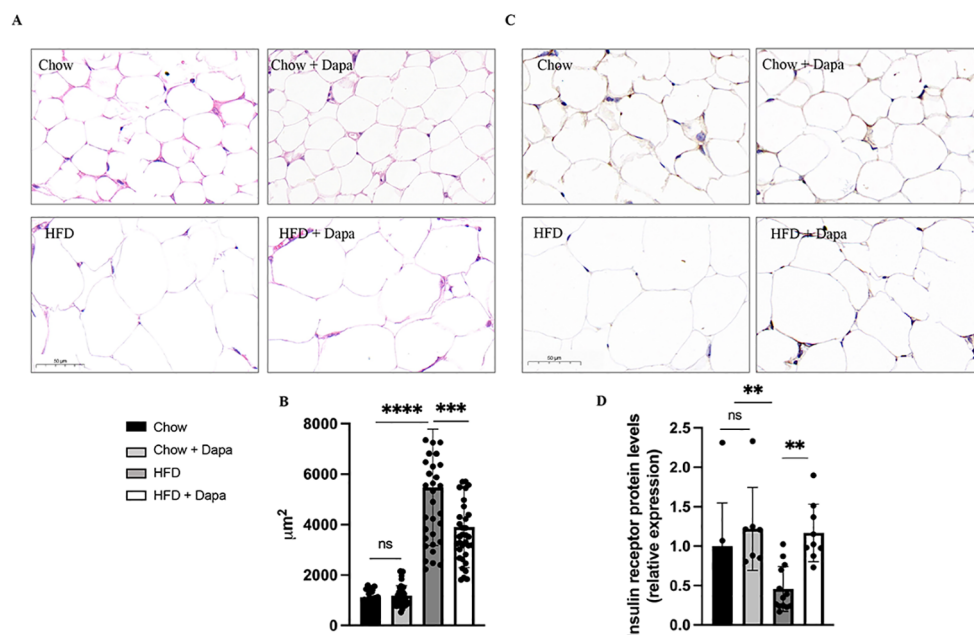 A
C
Chow
Chow + Dapa
HFD
HFD + Dapa
50 µm
Chow
Chow + Dapa
HFD
HFD + Dapa
50 µm
Chow
Chow + Dapa
HFD
HFD + Dapa
B
8000
6000
4000
2000
0
µm²
****
***
ns
D
nsulin receptor protein levels
(relative expression)
2.5
2.0
1.5
1.0
0.5
0.0
**
ns
**